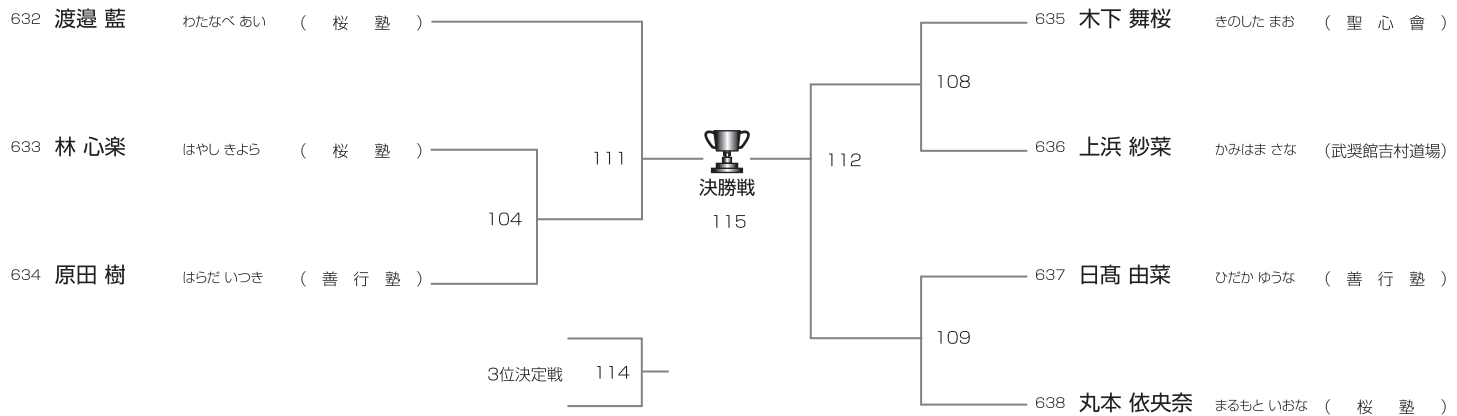 632 渡邉 藍 わたなべ あい ( 桜 塾 )
633 林 心楽 はやし きよら ( 桜 塾 )
634 原田 樹 はらだ いつき ( 善 行 塾 )
104
111
決勝戦
115
3位決定戦 114
112
108
109
635 木下 舞桜 きのした まお ( 聖 心 會 )
636 上浜 紗菜 かみはま さな (武奨館吉村道場)
637 日髙 由菜 ひだか ゆうな ( 善 行 塾 )
638 丸本 依央奈 まるもと いおな ( 桜 塾 )